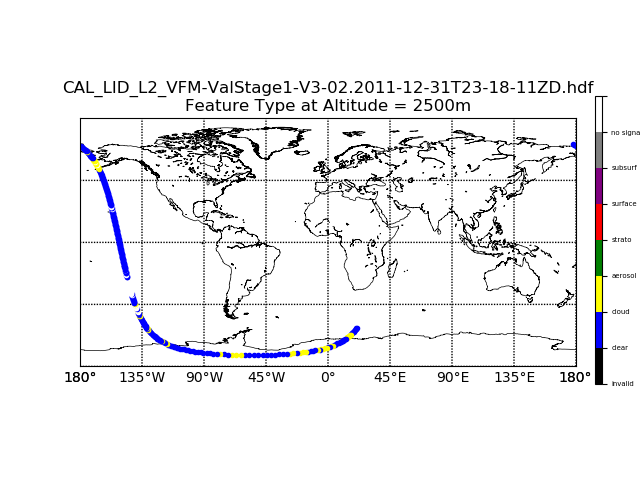 CAL_LID_L2_VFM-ValStage1-V3-02.2011-12-31T23-18-11ZD.hdf
Feature Type at Altitude = 2500m
no signa
subsurf
surface
strato
aerosol
cloud
clear
invalid
180° 135°W 90°W 45°W 0° 45°E 90°E 135°E 180°